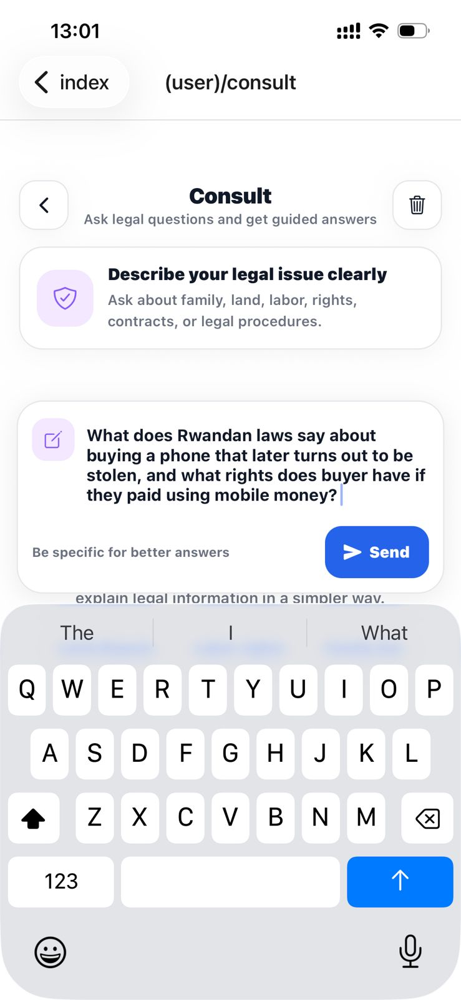 13:01
index
(user)/consult
Consult
Ask legal questions and get guided answers
Describe your legal issue clearly
Ask about family, land, labor, rights,
contracts, or legal procedures.
What does Rwandan laws say about
buying a phone that later turns out to be
stolen, and what rights does buyer have if
they paid using mobile money?
Be specific for better answers
Send
explain legal information in a simpler way.
The
I
What
Q W E R T Y U I O P
A S D F G H J K L
Z X C V B N M
123